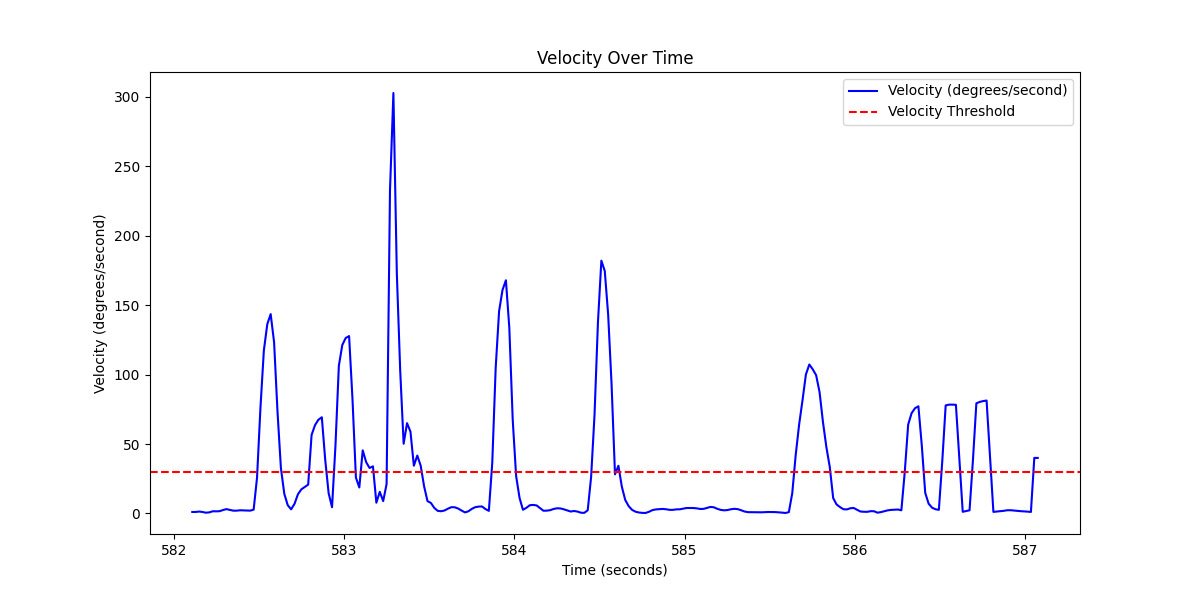 Velocity Over Time
Velocity (degrees/second)
Velocity Threshold
Velocity (degrees/second)
300
250
200
150
100
50
0
582 583 584 585 586 587
Time (seconds)